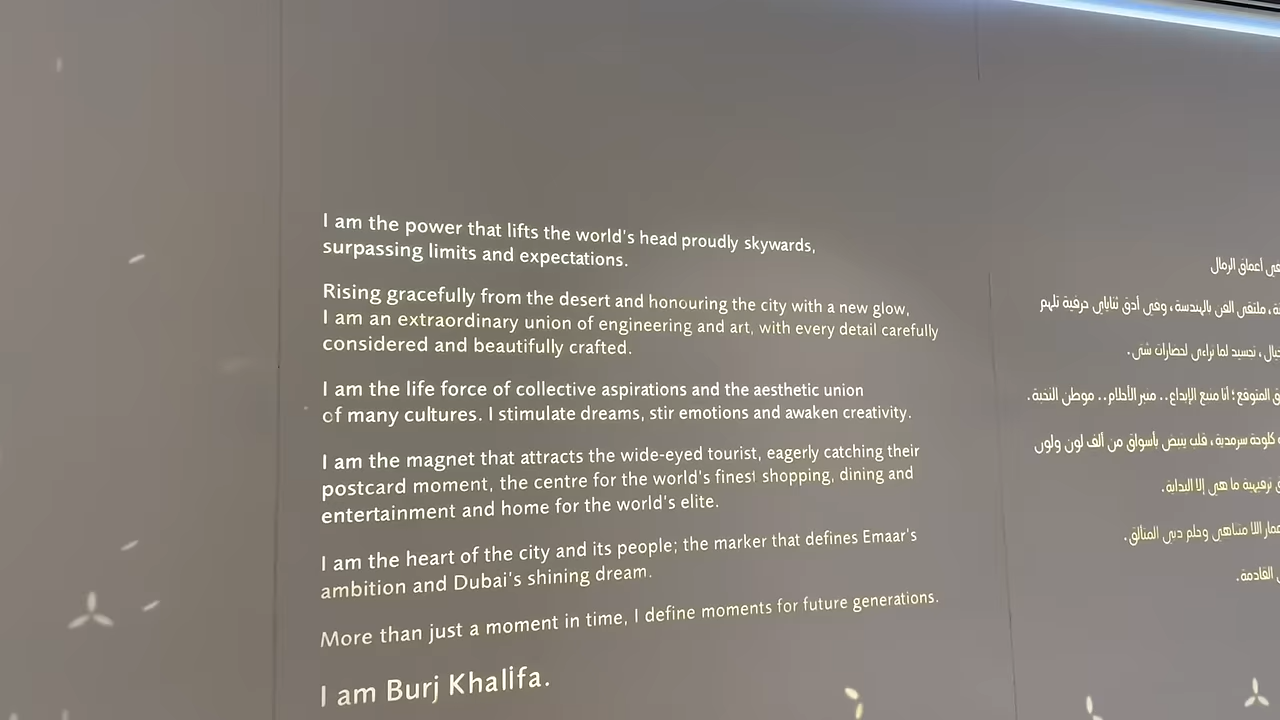 I am the power that lifts the world's head proudly skywards,
surpassing limits and expectations.
Rising gracefully from the desert and honouring the city with a new glow,
I am an extraordinary union of engineering and art, with every detail carefully
considered and beautifully crafted.
I am the life force of collective aspirations and the aesthetic union
of many cultures. I stimulate dreams, stir emotions and awaken creativity.
I am the magnet that attracts the wide-eyed tourist, eagerly catching their
postcard moment, the centre for the world's finest shopping, dining and
entertainment and home for the world's elite.
I am the heart of the city and its people; the marker that defines Emaar's
ambition and Dubai's shining dream.
More than just a moment in time, I define moments for future generations.
I am Burj Khalifa.
في أعماق الرمال
، ملتقى الفن بالهندسة ، وفي أدق ثنايا حرفية تلهم
، تجسيد لما تراءى لحضارات شتى.
المتوقع ؛ أنا منبع الإبداع.. منبر الأحلام.. موطن النخبة.
كلوحة سرمدية ، قلب ينبض بأسواق من ألف لون ولون
ترفيهية ما هي إلا البداية.
اللا متناهي وحلم دبي المتألق.
القادمة.